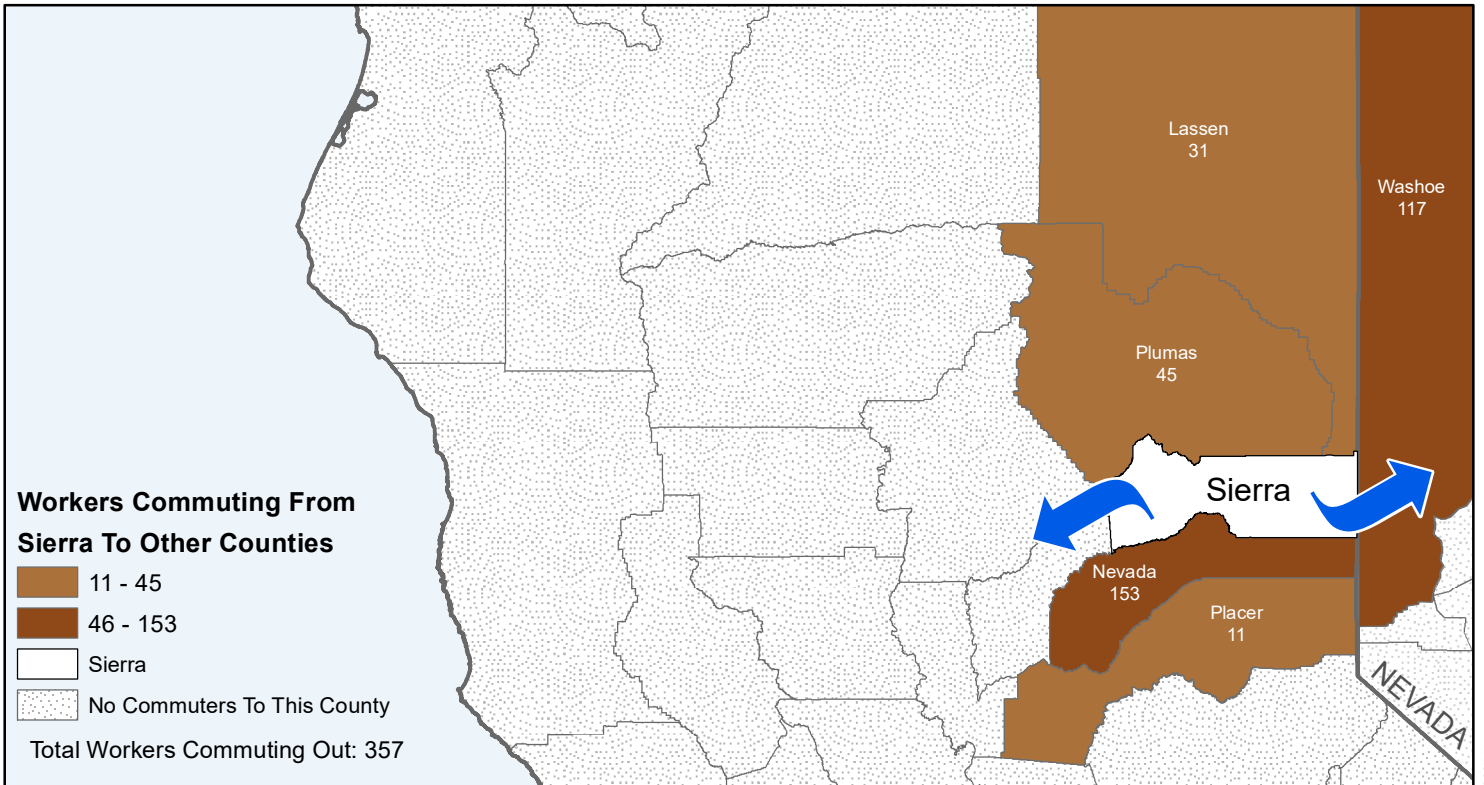 Lassen
31
Washoe
117
Plumas
45
Sierra
Nevada
153
Placer
11
NEVADA
Workers Commuting From
Sierra To Other Counties
11 - 45
46 - 153
Sierra
No Commuters To This County
Total Workers Commuting Out: 357